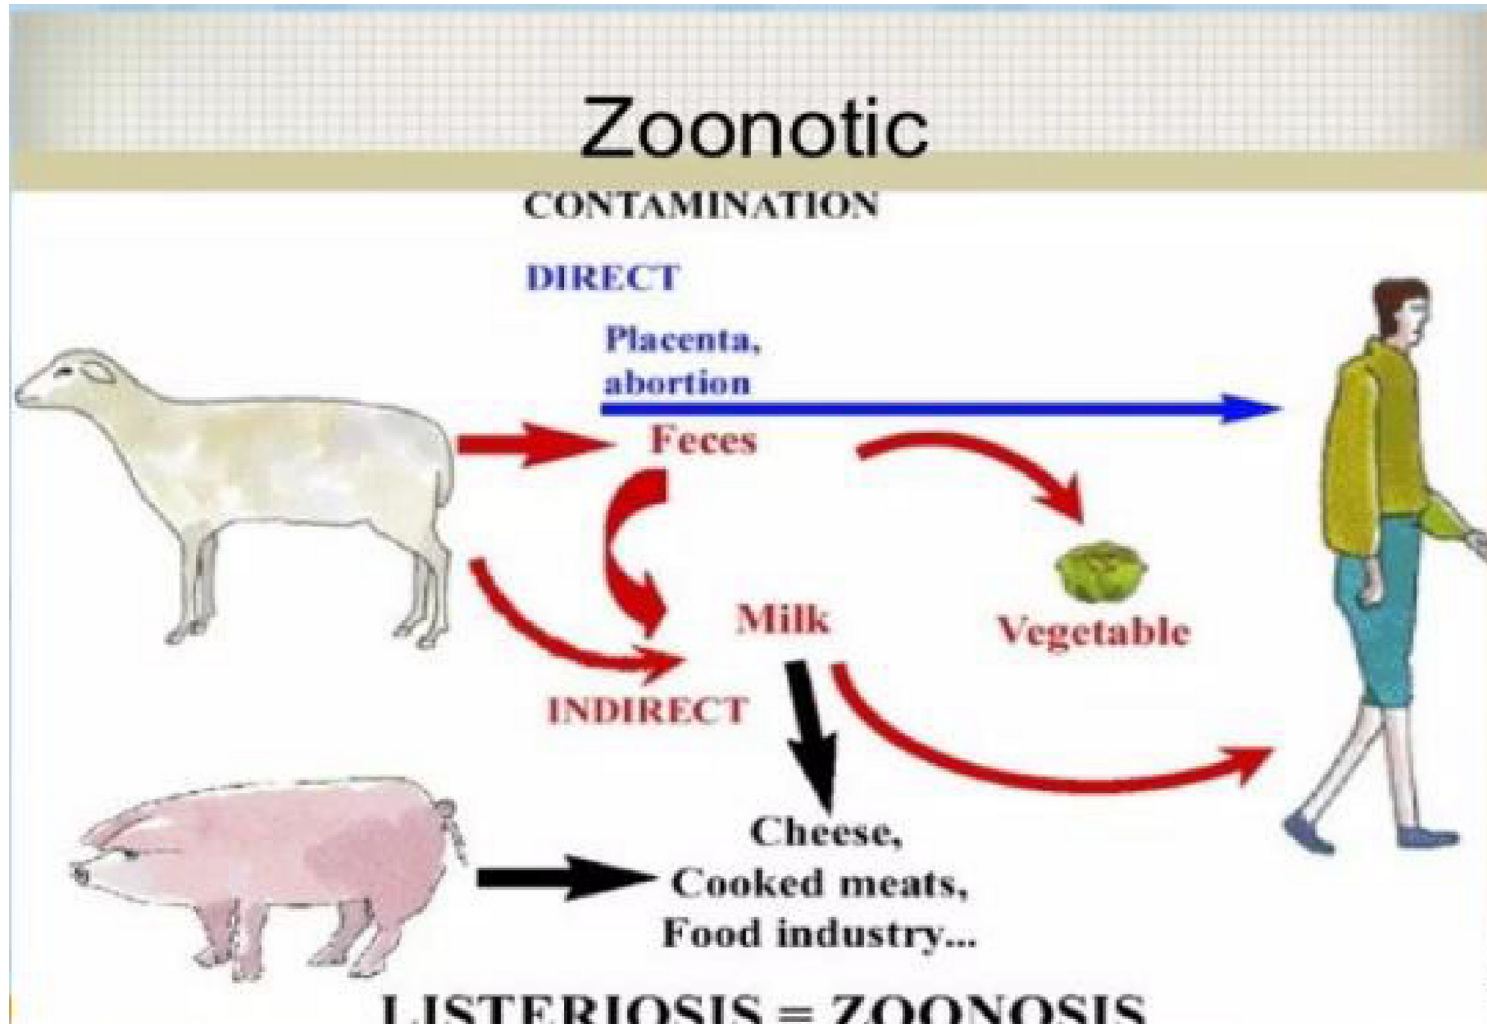 Zoonotic
CONTAMINATION
DIRECT
Placenta,
abortion
Feces
Milk
Vegetable
INDIRECT
Cheese,
Cooked meats,
Food industry...
LISTERIOSIS = ZOONOSIS